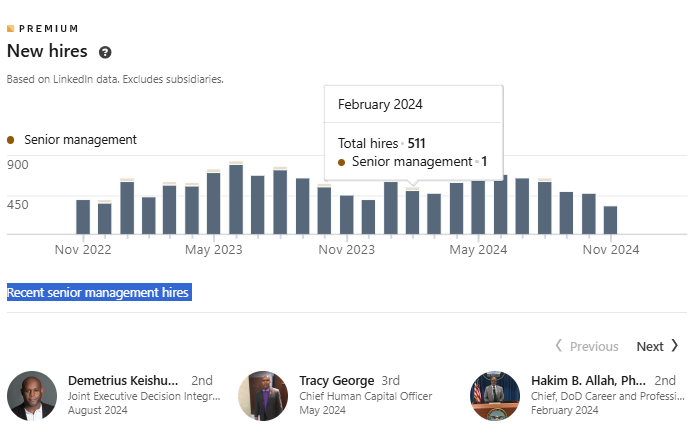 PREMIUM
New hires
Based on LinkedIn data. Excludes subsidiaries.
February 2024
Total hires · 511
Senior management · 1
Senior management
900
450
Nov 2022
May 2023
Nov 2023
May 2024
Nov 2024
Recent senior management hires
Previous
Next
Demetrius Keishu... 2nd
Joint Executive Decision Integr...
August 2024
Tracy George 3rd
Chief Human Capital Officer
May 2024
Hakim B. Allah, Ph... 2nd
Chief, DoD Career and Professi...
February 2024